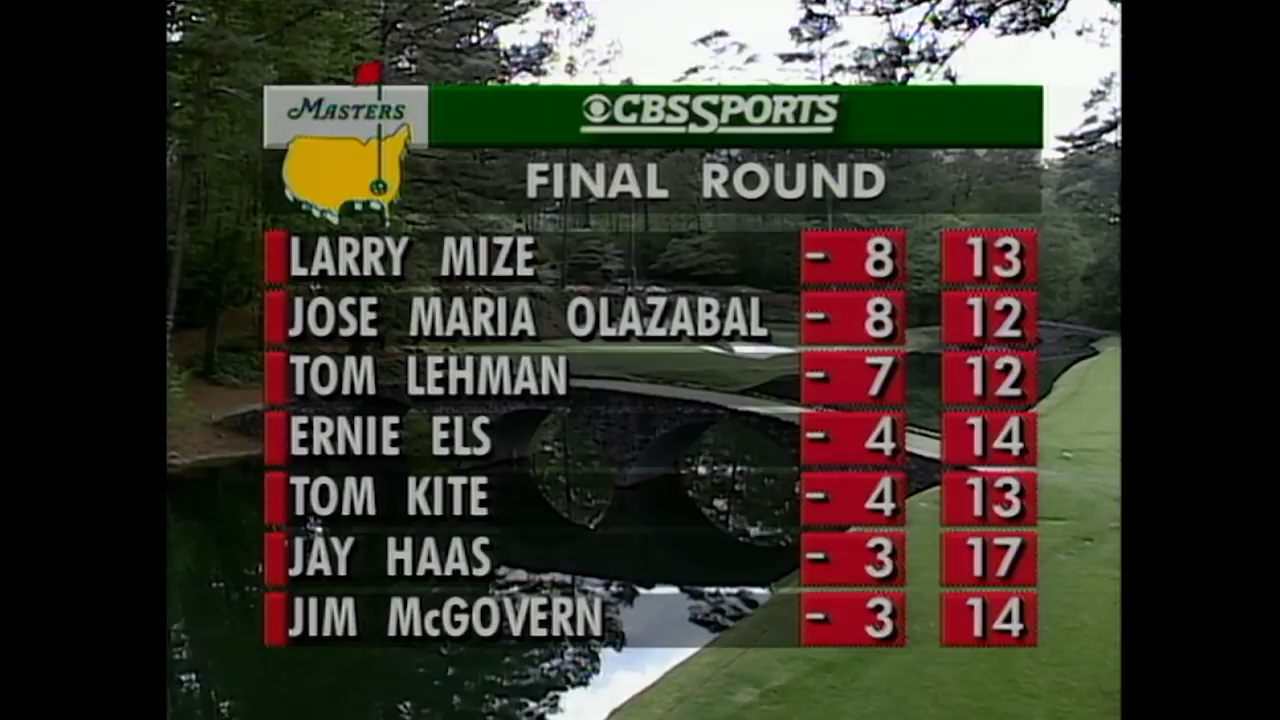 MASTERS
CBS SPORTS
FINAL ROUND
LARRY MIZE - 8 13
JOSE MARIA OLAZABAL - 8 12
TOM LEHMAN - 7 12
ERNIE ELS - 4 14
TOM KITE - 4 13
JAY HAAS - 3 17
JIM McGOVERN - 3 14